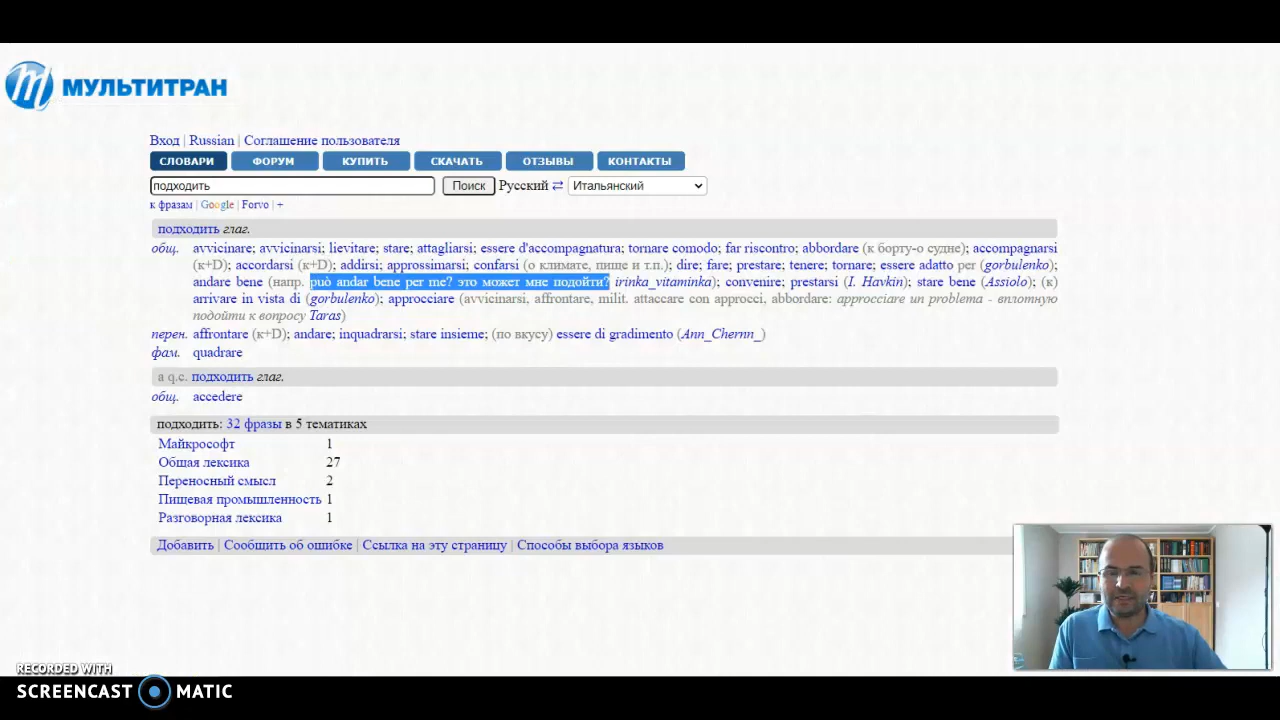 МУЛЬТИТРАН
Вход | Russian | Соглашение пользователя
СЛОВАРИ ФОРУМ КУПИТЬ СКАЧАТЬ ОТЗЫВЫ КОНТАКТЫ
подходить Поиск Русский ⇄ Итальянский
к фразам | Google | Forvo | +
подходить глаг.
общ. avvicinare; avvicinarsi; lievitare; stare; attagliarsi; essere d'accompagnatura; tornare comodo; far riscontro; abbordare (к борту-о судне); accompagnarsi
(к+D); accordarsi (к+D); addirsi; approssimarsi; confarsi (о климате, пище и т.п.); dire; fare; prestare; tenere; tornare; essere adatto per (gorbulenko);
andare bene (напр. può andar bene per me? это может мне подойти? irinka_vitaminka); convenire; prestarsi (I. Havkin); stare bene (Assiolo); (к)
arrivare in vista di (gorbulenko); approcciare (avvicinarsi, affrontare, milit. attaccare con approcci, abbordare: approcciare un problema - вплотную
подойти к вопросу Taras)
перен. affrontare (к+D); andare; inquadrarsi; stare insieme; (по вкусу) essere di gradimento (Ann_Chernn_)
фам. quadrare
a q.c. подходить глаг.
общ. accedere
подходить: 32 фразы в 5 тематиках
Майкрософт 1
Общая лексика 27
Переносный смысл 2
Пищевая промышленность 1
Разговорная лексика 1
Добавить | Сообщить об ошибке | Ссылка на эту страницу | Способы выбора языков
RECORDED WITH
SCREENCAST MATIC